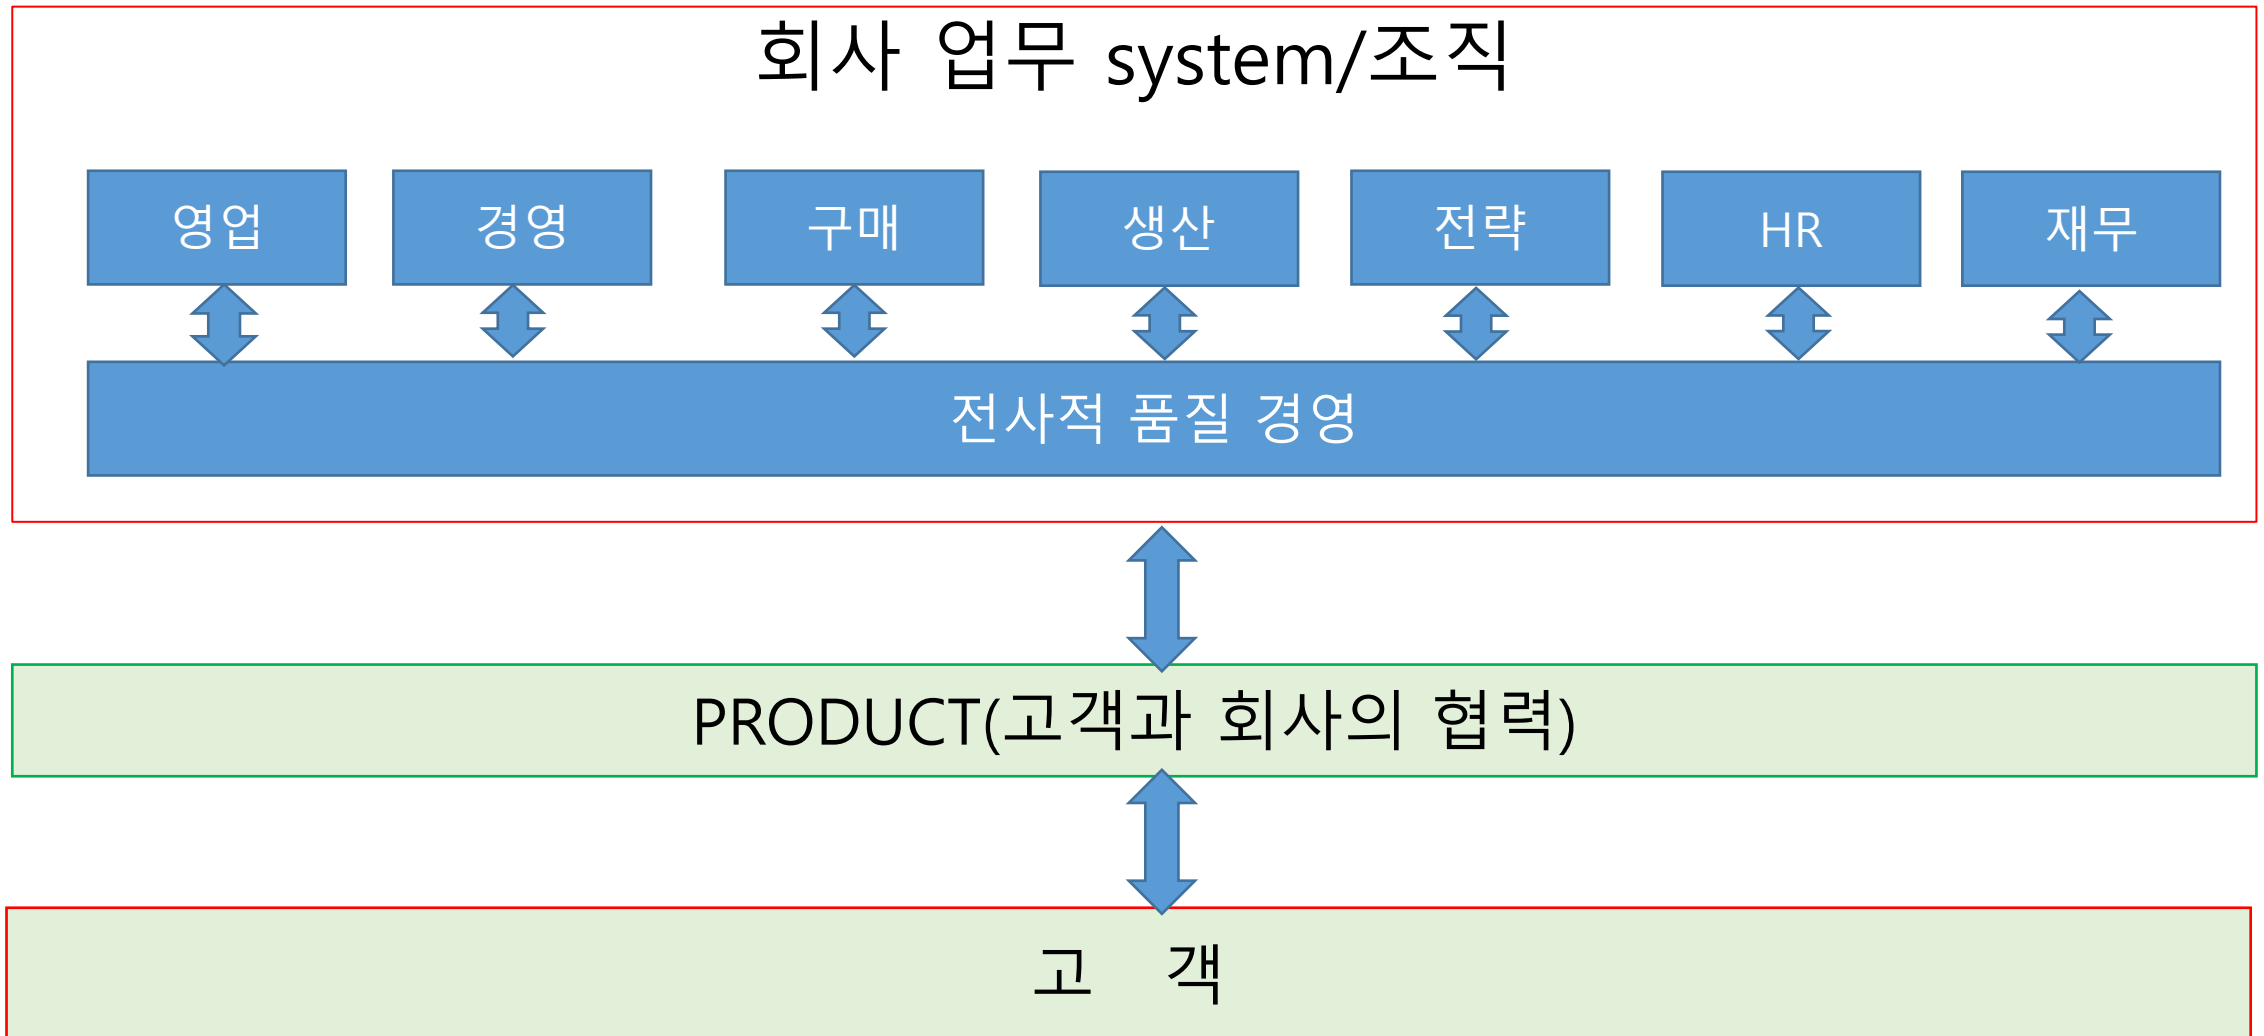 회사 업무 system/조직
영업
경영
구매
생산
전략
HR
재무
전사적 품질 경영
PRODUCT(고객과 회사의 협력)
고 객